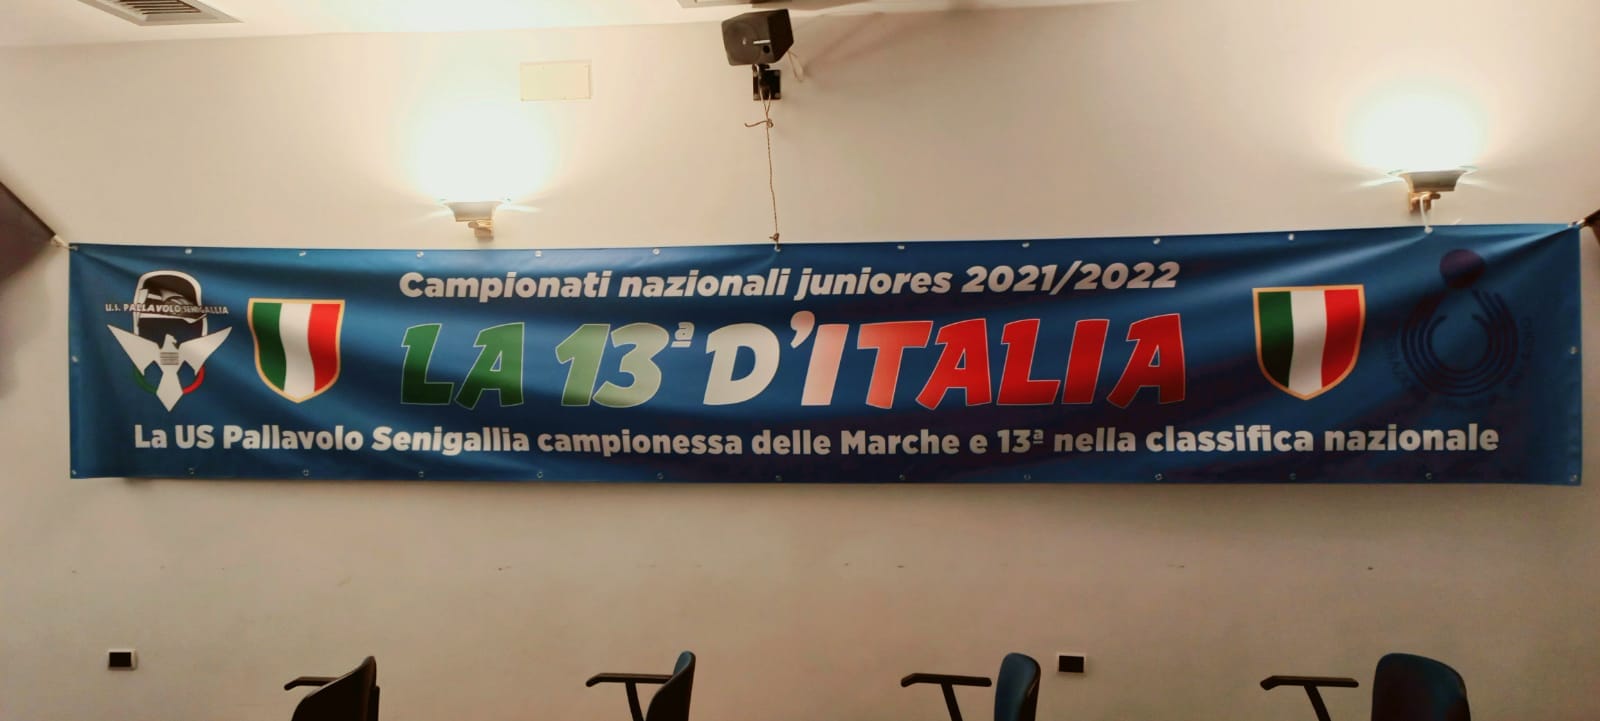 Campionati nazionali juniores 2021/2022
U.S. PALLAVOLO SENIGALLIA
LA 13ª D'ITALIA
La US Pallavolo Senigallia campionessa delle Marche e 13ª nella classifica nazionale